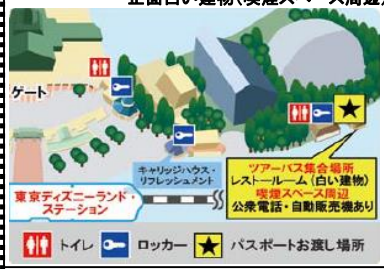 正面白い建物(喫煙スペース周辺)
ゲート
キャリッジハウス・
リフレッシュメント
東京ディズニーランド・
ステーション
ツアーバス集合場所
レストルーム（白い建物）
喫煙スペース周辺
公衆電話・自動販売機あり
トイレ ロッカー パスポートお渡し場所